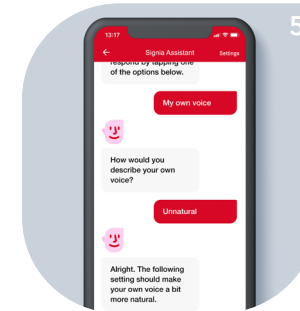 5
13:17
Signia Assistant
Settings
respond by tapping one
of the options below.
My own voice
How would you
describe your own
voice?
Unnatural
Alright. The following
setting should make
your own voice a bit
more natural.